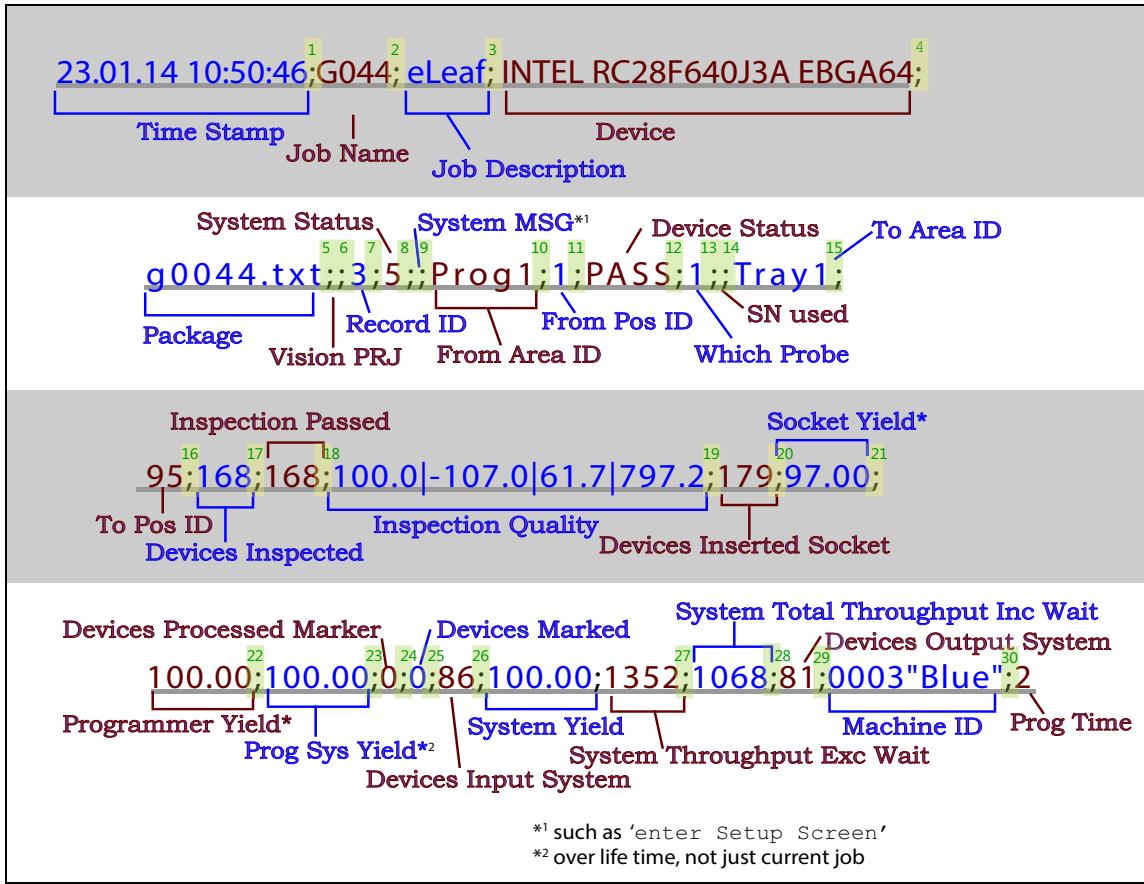 1 2 3 4
23.01.14 10:50:46;G044; eLeaf; INTEL RC28F640J3A EBGA64;
Time Stamp Device
Job Name Job Description
System Status System MSG*1 Device Status To Area ID
5 6 7 8 9 10 11 12 13 14 15
g0044.txt;;3;5;;Prog1;1;PASS;1;;Tray1;
Package Record ID From Pos ID SN used
Vision PRJ From Area ID Which Probe
Inspection Passed Socket Yield*
16 17 18 19 20 21
95;168;168;100.0|-107.0|61.7|797.2;179;97.00;
To Pos ID Inspection Quality
Devices Inspected Devices Inserted Socket
System Total Throughput Inc Wait
Devices Processed Marker Devices Marked Devices Output System
22 23 24 25 26 27 28 29 30
100.00;100.00;0;0;86;100.00;1352;1068;81;0003"Blue";2
Programmer Yield* System Yield Machine ID Prog Time
Prog Sys Yield*2 System Throughput Exc Wait
Devices Input System
*1 such as ‘enter Setup Screen’
*2 over life time, not just current job